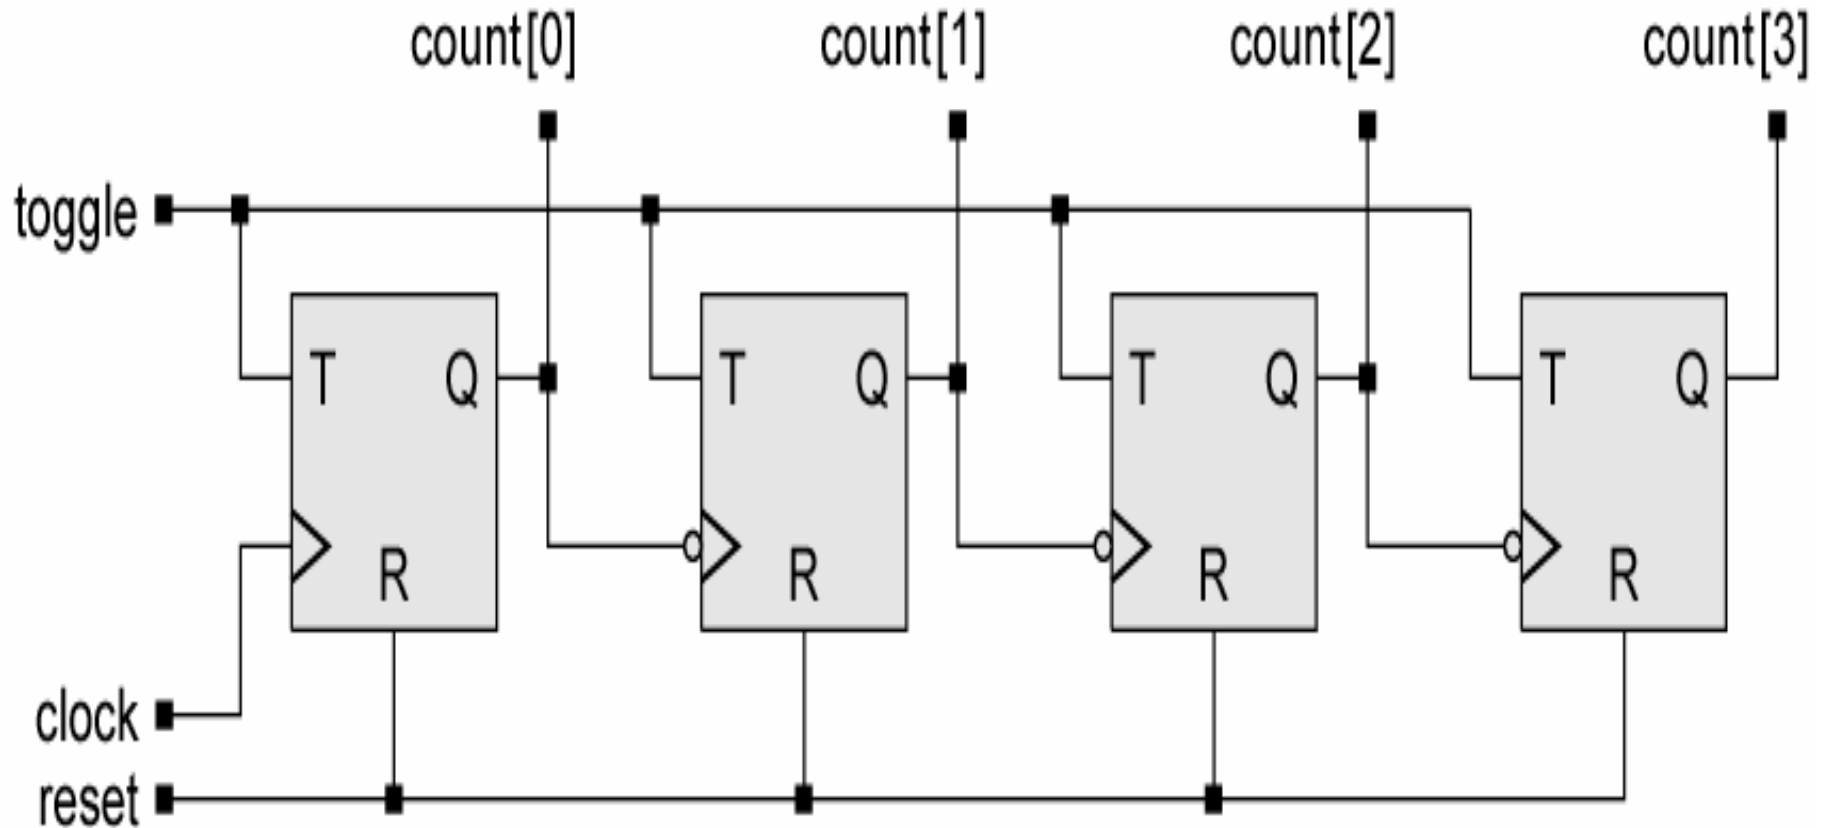 count[0] count[1] count[2] count[3]
toggle
T Q T Q T Q T Q
R R R R
clock
reset